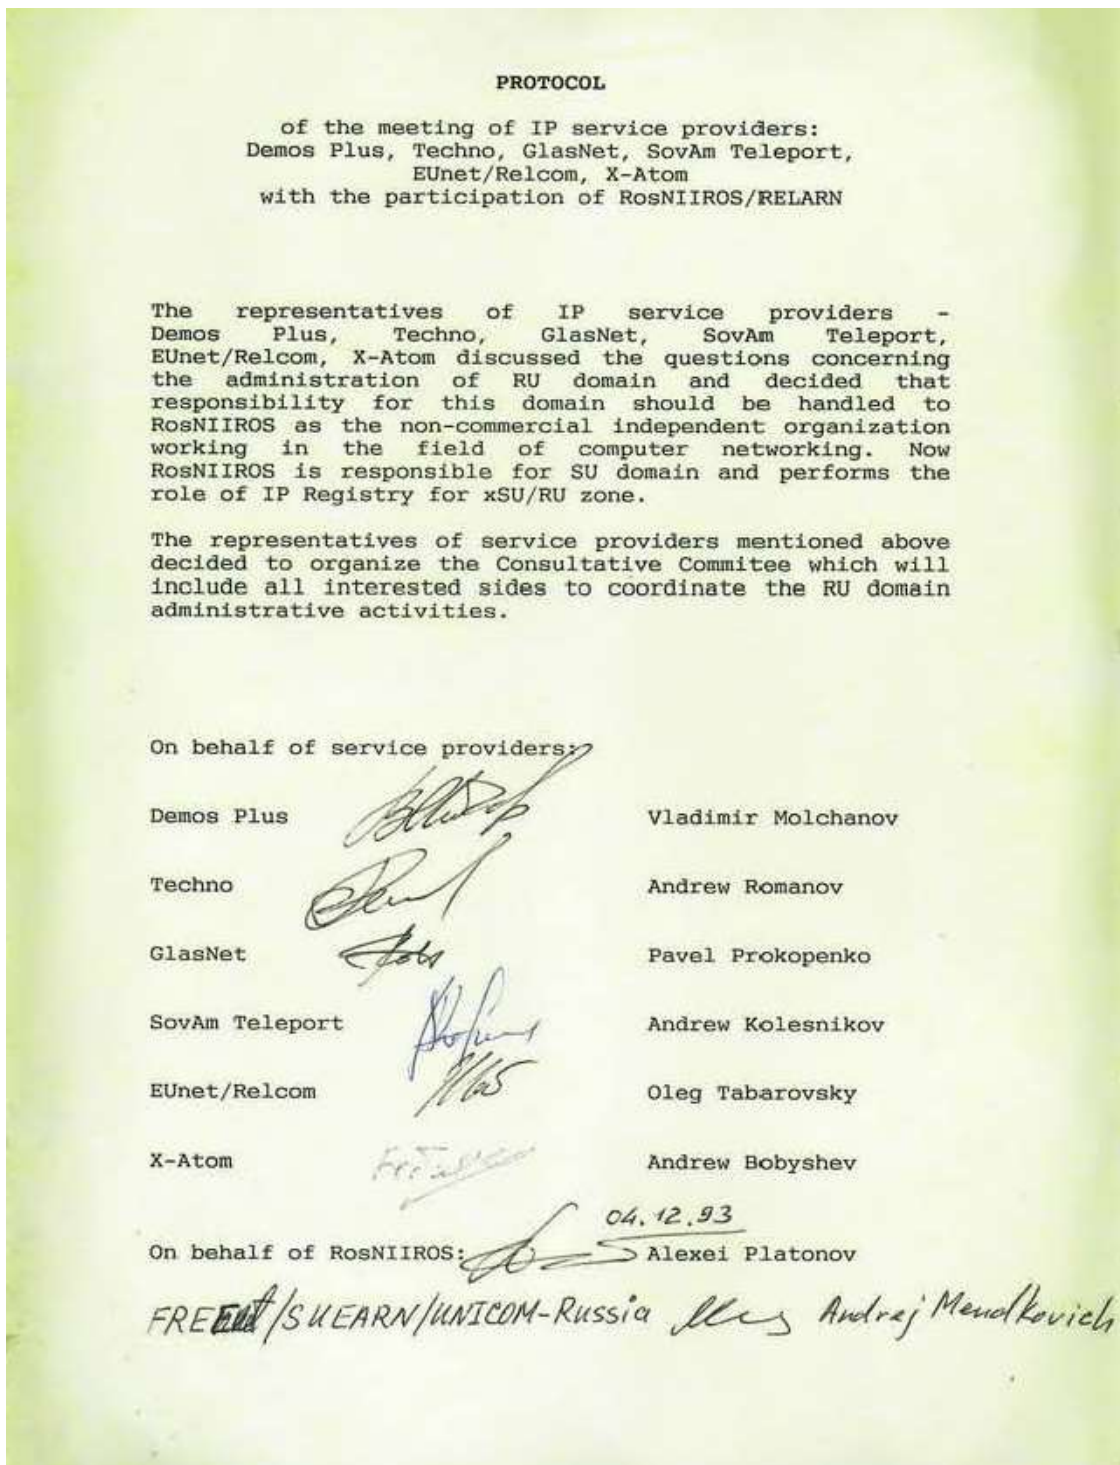 PROTOCOL
of the meeting of IP service providers:
Demos Plus, Techno, GlasNet, SovAm Teleport,
EUnet/Relcom, X-Atom
with the participation of RosNIIROS/RELARN
The representatives of IP service providers -
Demos Plus, Techno, GlasNet, SovAm Teleport,
EUnet/Relcom, X-Atom discussed the questions concerning
the administration of RU domain and decided that
responsibility for this domain should be handled to
RosNIIROS as the non-commercial independent organization
working in the field of computer networking. Now
RosNIIROS is responsible for SU domain and performs the
role of IP Registry for xSU/RU zone.
The representatives of service providers mentioned above
decided to organize the Consultative Commitee which will
include all interested sides to coordinate the RU domain
administrative activities.
On behalf of service providers:
Demos Plus Vladimir Molchanov
Techno Andrew Romanov
GlasNet Pavel Prokopenko
SovAm Teleport Andrew Kolesnikov
EUnet/Relcom Oleg Tabarovsky
X-Atom Andrew Bobyshev
04.12.93
On behalf of RosNIIROS: Alexei Platonov
/SUEARN/UNICOM-Russia Andrej Mendkovich